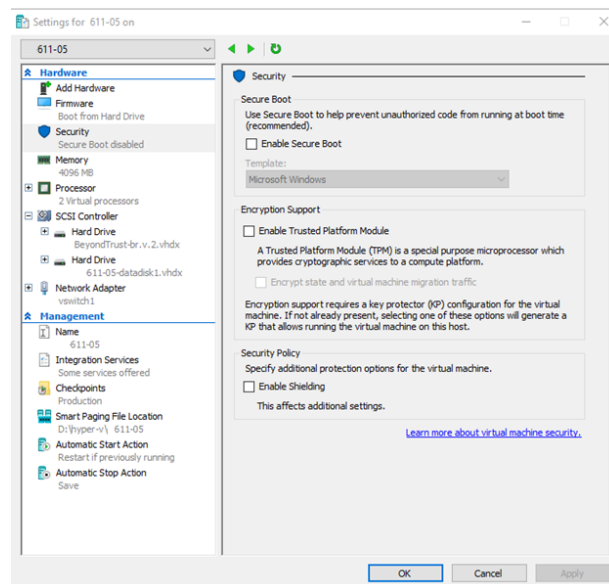 Settings for 611-05 on
611-05
Hardware
Add Hardware
Firmware
Boot from Hard Drive
Security
Secure Boot disabled
Memory
4096 MB
Processor
2 Virtual processors
SCSI Controller
Hard Drive
BeyondTrust-br.v.2.vhdx
Hard Drive
611-05-datadisk1.vhdx
Network Adapter
vswitch1
Management
Name
611-05
Integration Services
Some services offered
Checkpoints
Production
Smart Paging File Location
D:\hyper-v\ 611-05
Automatic Start Action
Restart if previously running
Automatic Stop Action
Save
Security
Secure Boot
Use Secure Boot to help prevent unauthorized code from running at boot time
(recommended).
Enable Secure Boot
Template:
Microsoft Windows
Encryption Support
Enable Trusted Platform Module
A Trusted Platform Module (TPM) is a special purpose microprocessor which
provides cryptographic services to a compute platform.
Encrypt state and virtual machine migration traffic
Encryption support requires a key protector (KP) configuration for the virtual
machine. If not already present, selecting one of these options will generate a
KP that allows running the virtual machine on this host.
Security Policy
Specify additional protection options for the virtual machine.
Enable Shielding
This affects additional settings.
Learn more about virtual machine security.
OK
Cancel
Apply